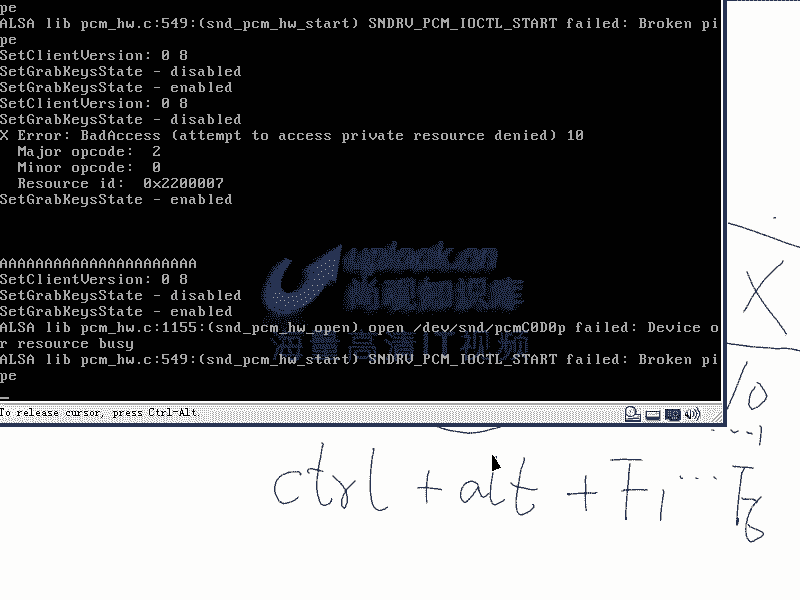 pe
ALSA lib pcm_hw.c:549:(snd_pcm_hw_start) SNDRV_PCM_IOCTL_START failed: Broken pi
pe
SetClientVersion: 0 8
SetGrabKeysState - disabled
SetGrabKeysState - enabled
SetClientVersion: 0 8
SetGrabKeysState - disabled
X Error: BadAccess (attempt to access private resource denied) 10
  Major opcode:  2
  Minor opcode:  0
  Resource id:  0x2200007
SetGrabKeysState - enabled
AAAAAAAAAAAAAAAAAAAAAA
SetClientVersion: 0 8
SetGrabKeysState - disabled
SetGrabKeysState - enabled
ALSA lib pcm_hw.c:1155:(snd_pcm_hw_open) open /dev/snd/pcmC0D0p failed: Device o
r resource busy
ALSA lib pcm_hw.c:549:(snd_pcm_hw_start) SNDRV_PCM_IOCTL_START failed: Broken pi
pe
uplook.cn
尚观知识库
海量高清IT视频
To release cursor, press Ctrl-Alt.
X
ctrl + alt + F1 ... F6